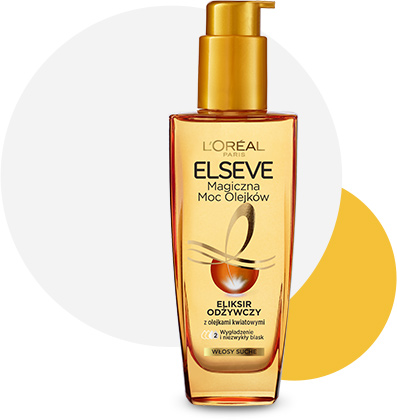 L'ORÉAL
PARIS
ELSEVE
Magiczna
Moc Olejków
ELIKSIR
ODŻYWCZY
z olejkami kwiatowymi
2 Wygładzenie
i niezwykły blask
WŁOSY SUCHE